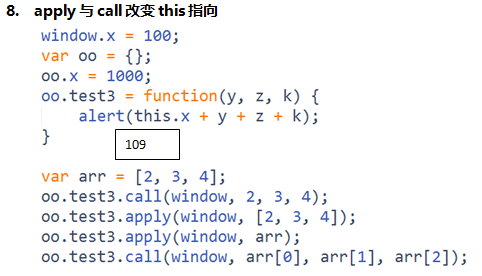 8. apply 与 call 改变 this 指向
window.x = 100;
var oo = {};
oo.x = 1000;
oo.test3 = function(y, z, k) {
    alert(this.x + y + z + k);
}
109
var arr = [2, 3, 4];
oo.test3.call(window, 2, 3, 4);
oo.test3.apply(window, [2, 3, 4]);
oo.test3.apply(window, arr);
oo.test3.call(window, arr[0], arr[1], arr[2]);